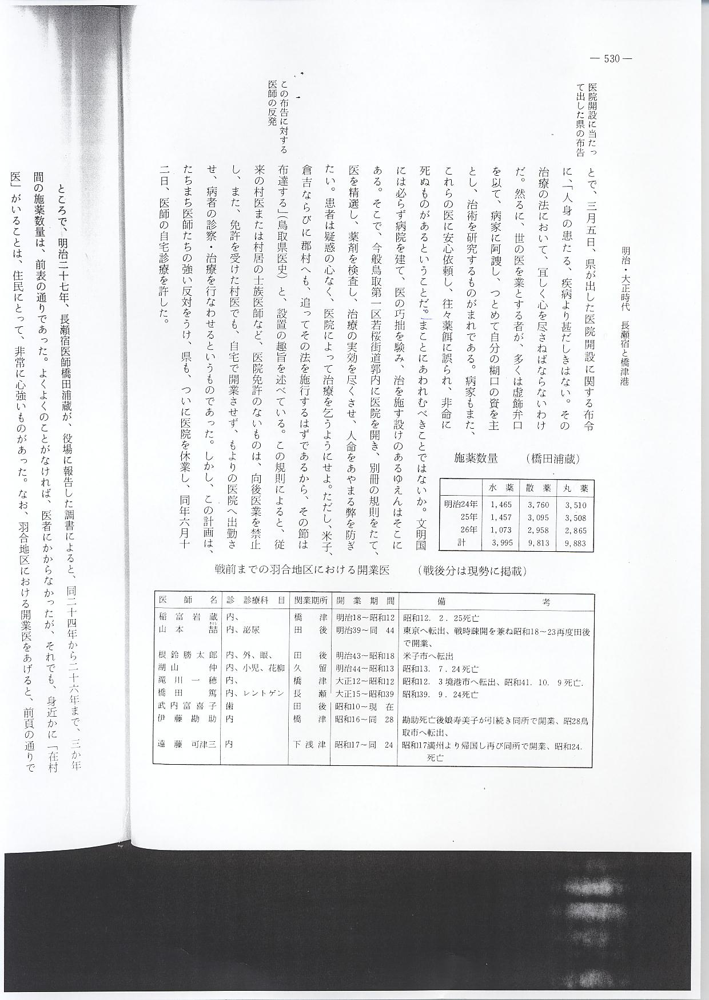 ― 530 ―
明治・大正時代　長瀬宿と橋津港
医院開設に当たっ
て出した県の布告
とで、三月五日、県が出した医院開設に関する布令
に、「人身の患たる、疾病より甚だしきはない。その
治療の法において、宜しく心を尽さねばならないわけ
だ。然るに、世の医を業とする者が、多くは虚飾弁口
を以て、病家に阿諛し、つとめて自分の糊口の資を主
とし、治術を研究するものがまれである。病家もまた、
これらの医に安心依頼し、往々薬餌に誤られ、非命に
死ぬものがあるということだ。まことにあわれむべきことではないか。文明国
には必らず病院を建て、医の巧拙を験み、治を施す設けのあるゆえんはそこに
ある。そこで、今般鳥取第一区若桜街道郭内に医院を開き、別冊の規則をたて、
医を精選し、薬剤を検査し、治療の実効を尽くさせ、人命をあやまる弊を防ぎ
たい。患者は疑惑の心なく、医院によって治療を乞うようにせよ。ただし、米子、
倉吉ならびに郡村へも、追ってその法を施行するはずであるから、その節は
この布告に対する
医師の反発
布達する」（鳥取県医史）と、設置の趣旨を述べている。この規則によると、従
来の村医または村居の士族医師など、医院免許のないものは、向後医業を禁止
し、また、免許を受けた村医でも、自宅で開業させず、もよりの医院へ出勤さ
せ、病者の診察・治療を行なわせるというものであった。しかし、この計画は、
たちまち医師たちの強い反対をうけ、県も、ついに医院を休業し、同年六月十
二日、医師の自宅診療を許した。
施薬数量　（橋田浦蔵）
水薬　散薬　丸薬
明治24年　1,465　3,760　3,510
25年　1,457　3,095　3,508
26年　1,073　2,958　2,865
計　3,995　9,813　9,883
戦前までの羽合地区における開業医　（戦後分は現勢に掲載）
医師名　診診療科目　関業期所　開業期間　備考
稲富岩蔵　内、　橋津　明治18～昭和12　昭和12．2．25死亡
山本喆　内、泌尿　田後　明治39～同44　東京へ転出、戦時疎開を兼ね昭和18～23再度田後
で開業、
根鈴勝太郎　内、外、眼、　田後　明治43～昭和18　米子市へ転出
湖山仲　内、小児、花柳　久留　明治44～昭和13　昭和13．7．24死亡
滝川一穂　内、　橋津　大正12～昭和12　昭和12．3境港市へ転出、昭和41．10．9死亡．
橋田篤　内、レントゲン　長瀬　大正15～昭和39　昭和39．9．24死亡
武内富喜子　歯　田後　昭和10～現在
伊藤勘助　内　橋津　昭和16～同28　勘助死亡後娘寿美子が引続き同所で開業、昭28鳥
取市へ転出、
遠藤可津三　内　下浅津　昭和17～同24　昭和17満州より帰国し再び同所で開業、昭和24．
死亡
ところで、明治二十七年、長瀬宿医師橋田浦蔵が、役場に報告した調書によると、同二十四年から二十六年まで、三か年
間の施薬数量は、前表の通りであった。よくよくのことがなければ、医者にかからなかったが、それでも、身近かに「在村
医」がいることは、住民にとって、非常に心強いものがあった。なお、羽合地区における開業医をあげると、前頁の通りで